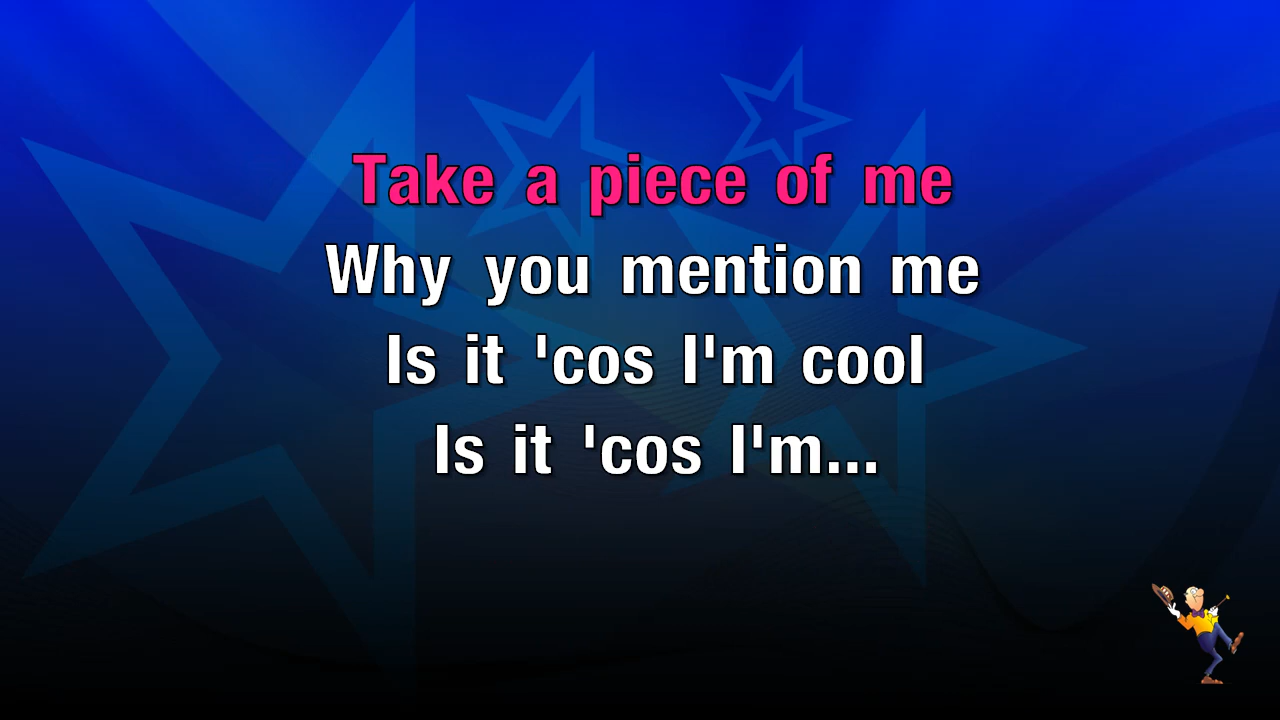 Take a piece of me
Why you mention me
Is it 'cos I'm cool
Is it 'cos I'm...